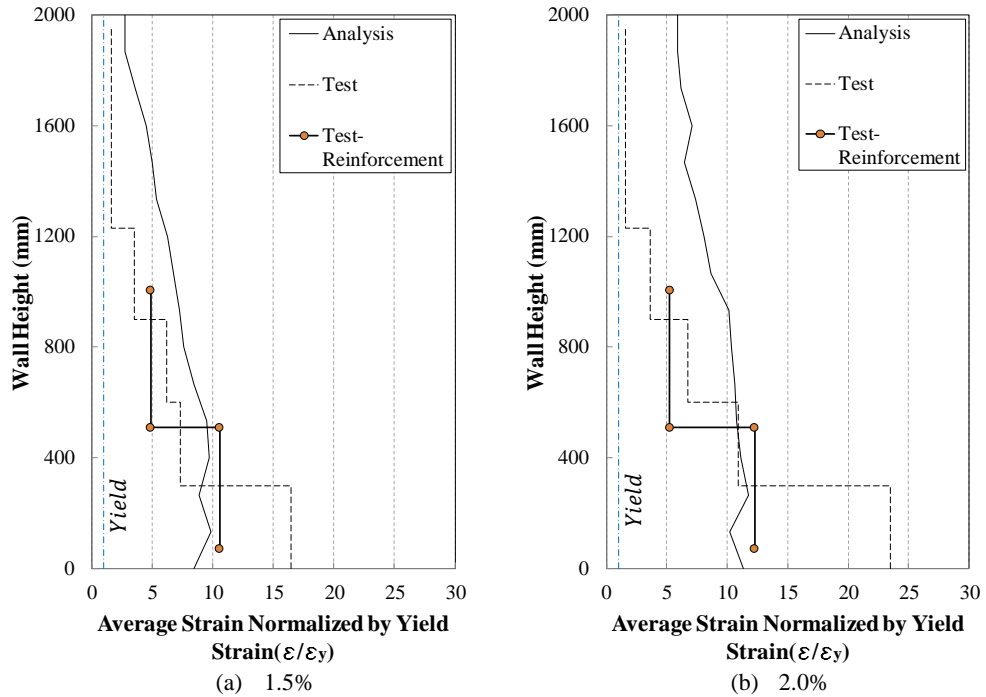 2000
1600
1200
800
400
0
Wall Height (mm)
Analysis
Test
Test-
Reinforcement
Yield
0 5 10 15 20 25 30
Average Strain Normalized by Yield
Strain(ε/εy)
(a) 1.5%
2000
1600
1200
800
400
0
Wall Height (mm)
Analysis
Test
Test-
Reinforcement
Yield
0 5 10 15 20 25 30
Average Strain Normalized by Yield
Strain(ε/εy)
(b) 2.0%